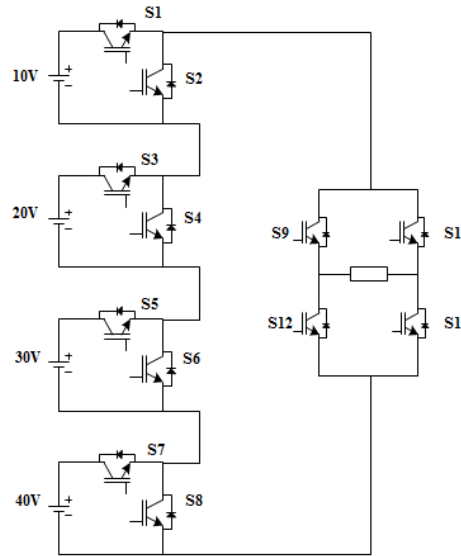 S1
10V
+
−
S2
S3
20V
+
−
S4
S5
30V
+
−
S6
S7
40V
+
−
S8
S9
S1
S12
S1